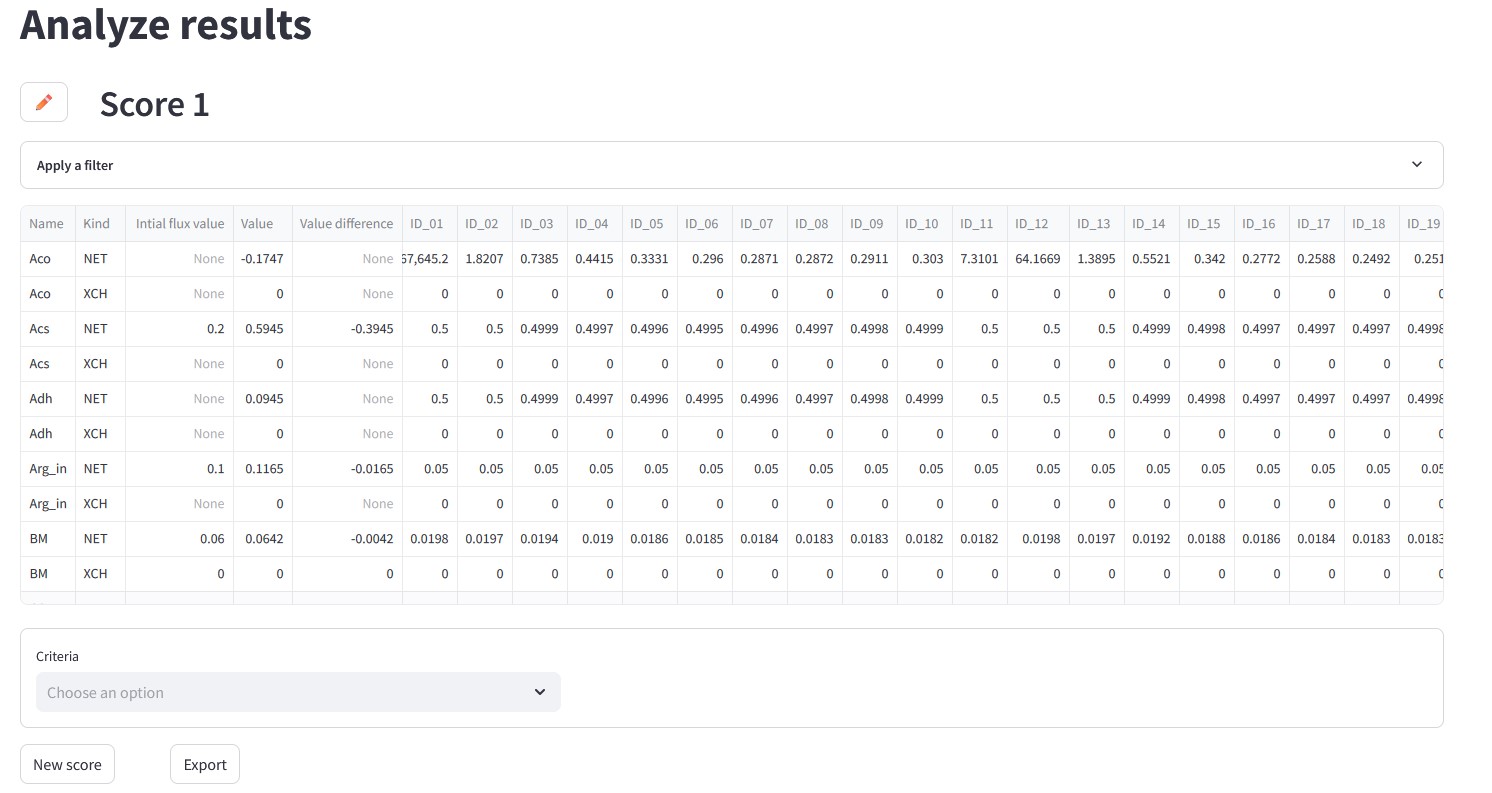 Analyze results
Score 1
Apply a filter
Name Kind Intial flux value Value Value difference ID_01 ID_02 ID_03 ID_04 ID_05 ID_06 ID_07 ID_08 ID_09 ID_10 ID_11 ID_12 ID_13 ID_14 ID_15 ID_16 ID_17 ID_18 ID_19
Aco NET None -0.1747 None 67,645.2 1.8207 0.7385 0.4415 0.3331 0.296 0.2871 0.2872 0.2911 0.303 7.3101 64.1669 1.3895 0.5521 0.342 0.2772 0.2588 0.2492 0.251
Aco XCH None 0 None 0 0 0 0 0 0 0 0 0 0 0 0 0 0 0 0 0 0 0
Acs NET 0.2 0.5945 -0.3945 0.5 0.5 0.4999 0.4997 0.4996 0.4995 0.4996 0.4997 0.4998 0.4999 0.5 0.5 0.5 0.4999 0.4998 0.4997 0.4997 0.4997 0.4998
Acs XCH None 0 None 0 0 0 0 0 0 0 0 0 0 0 0 0 0 0 0 0 0 0
Adh NET None 0.0945 None 0.5 0.5 0.4999 0.4997 0.4996 0.4995 0.4996 0.4997 0.4998 0.4999 0.5 0.5 0.5 0.4999 0.4998 0.4997 0.4997 0.4997 0.4998
Adh XCH None 0 None 0 0 0 0 0 0 0 0 0 0 0 0 0 0 0 0 0 0 0
Arg_in NET 0.1 0.1165 -0.0165 0.05 0.05 0.05 0.05 0.05 0.05 0.05 0.05 0.05 0.05 0.05 0.05 0.05 0.05 0.05 0.05 0.05 0.05 0.05
Arg_in XCH None 0 None 0 0 0 0 0 0 0 0 0 0 0 0 0 0 0 0 0 0 0
BM NET 0.06 0.0642 -0.0042 0.0198 0.0197 0.0194 0.019 0.0186 0.0185 0.0184 0.0183 0.0183 0.0182 0.0182 0.0198 0.0197 0.0192 0.0188 0.0186 0.0184 0.0183 0.0183
BM XCH 0 0 0 0 0 0 0 0 0 0 0 0 0 0 0 0 0 0 0 0 0 0
Criteria
Choose an option
New score Export